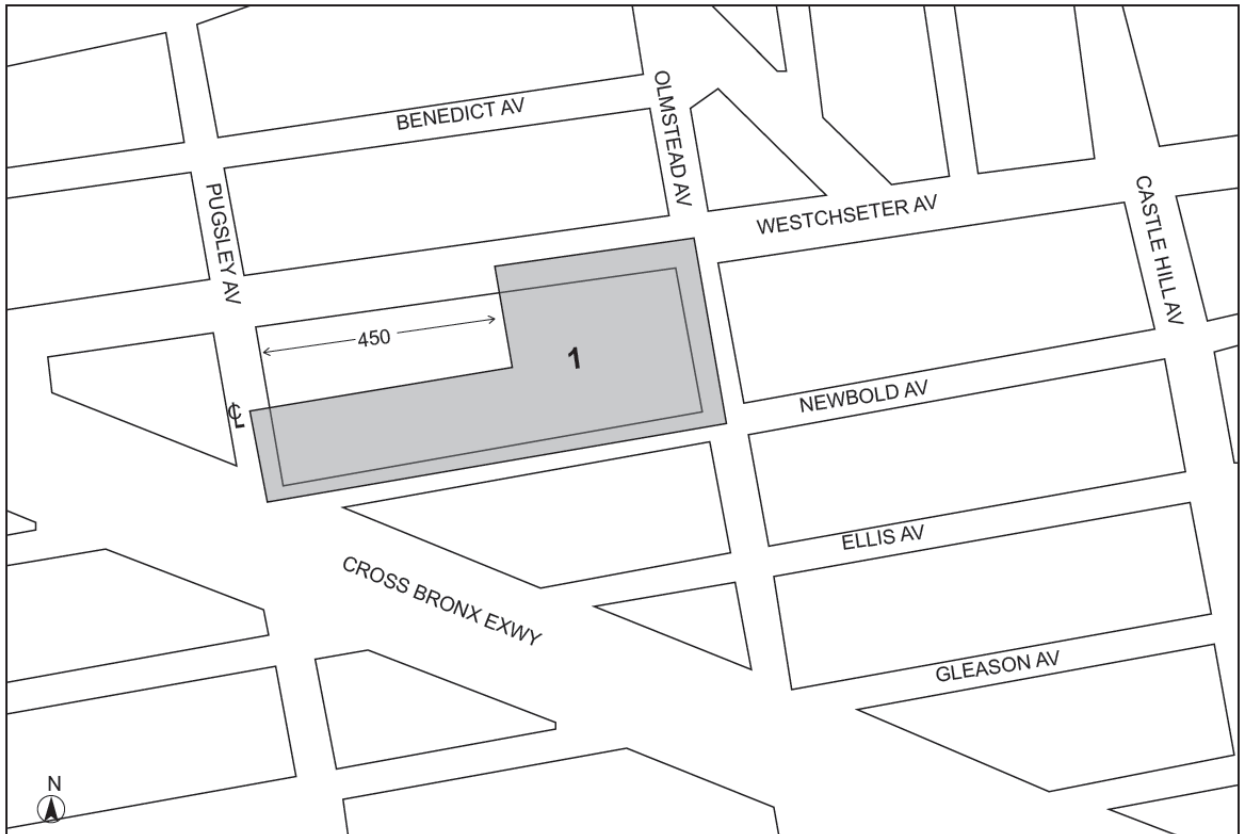 BENEDICT AV
OLMSTEAD AV
PUGSLEY AV
WESTCHSETER AV
CASTLE HILL AV
450
1
℄
NEWBOLD AV
ELLIS AV
CROSS BRONX EXWY
GLEASON AV
N